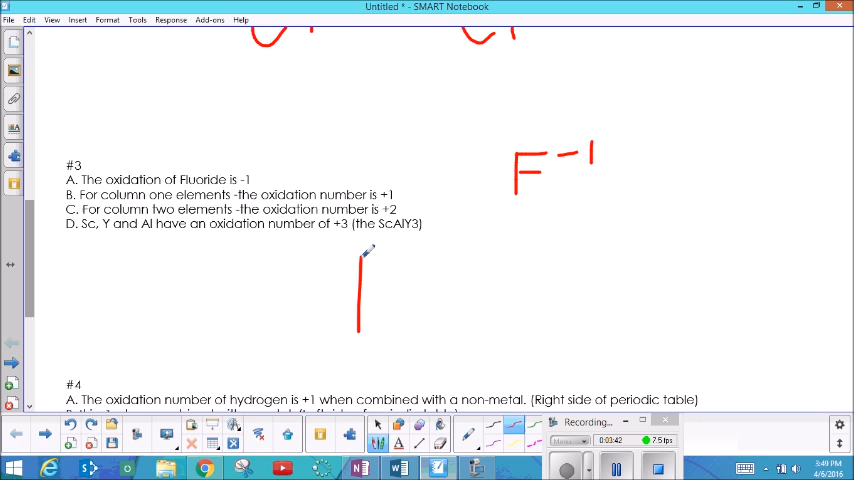 Untitled * - SMART Notebook
File Edit View Insert Format Tools Response Add-ons Help
F -1
#3
A. The oxidation of Fluoride is -1
B. For column one elements -the oxidation number is +1
C. For column two elements -the oxidation number is +2
D. Sc, Y and Al have an oxidation number of +3 (the ScAlY3)
#4
A. The oxidation number of hydrogen is +1 when combined with a non-metal. (Right side of periodic table)
Recording...
Menu
0:03:42
7.5 fps
3:49 PM
4/6/2016